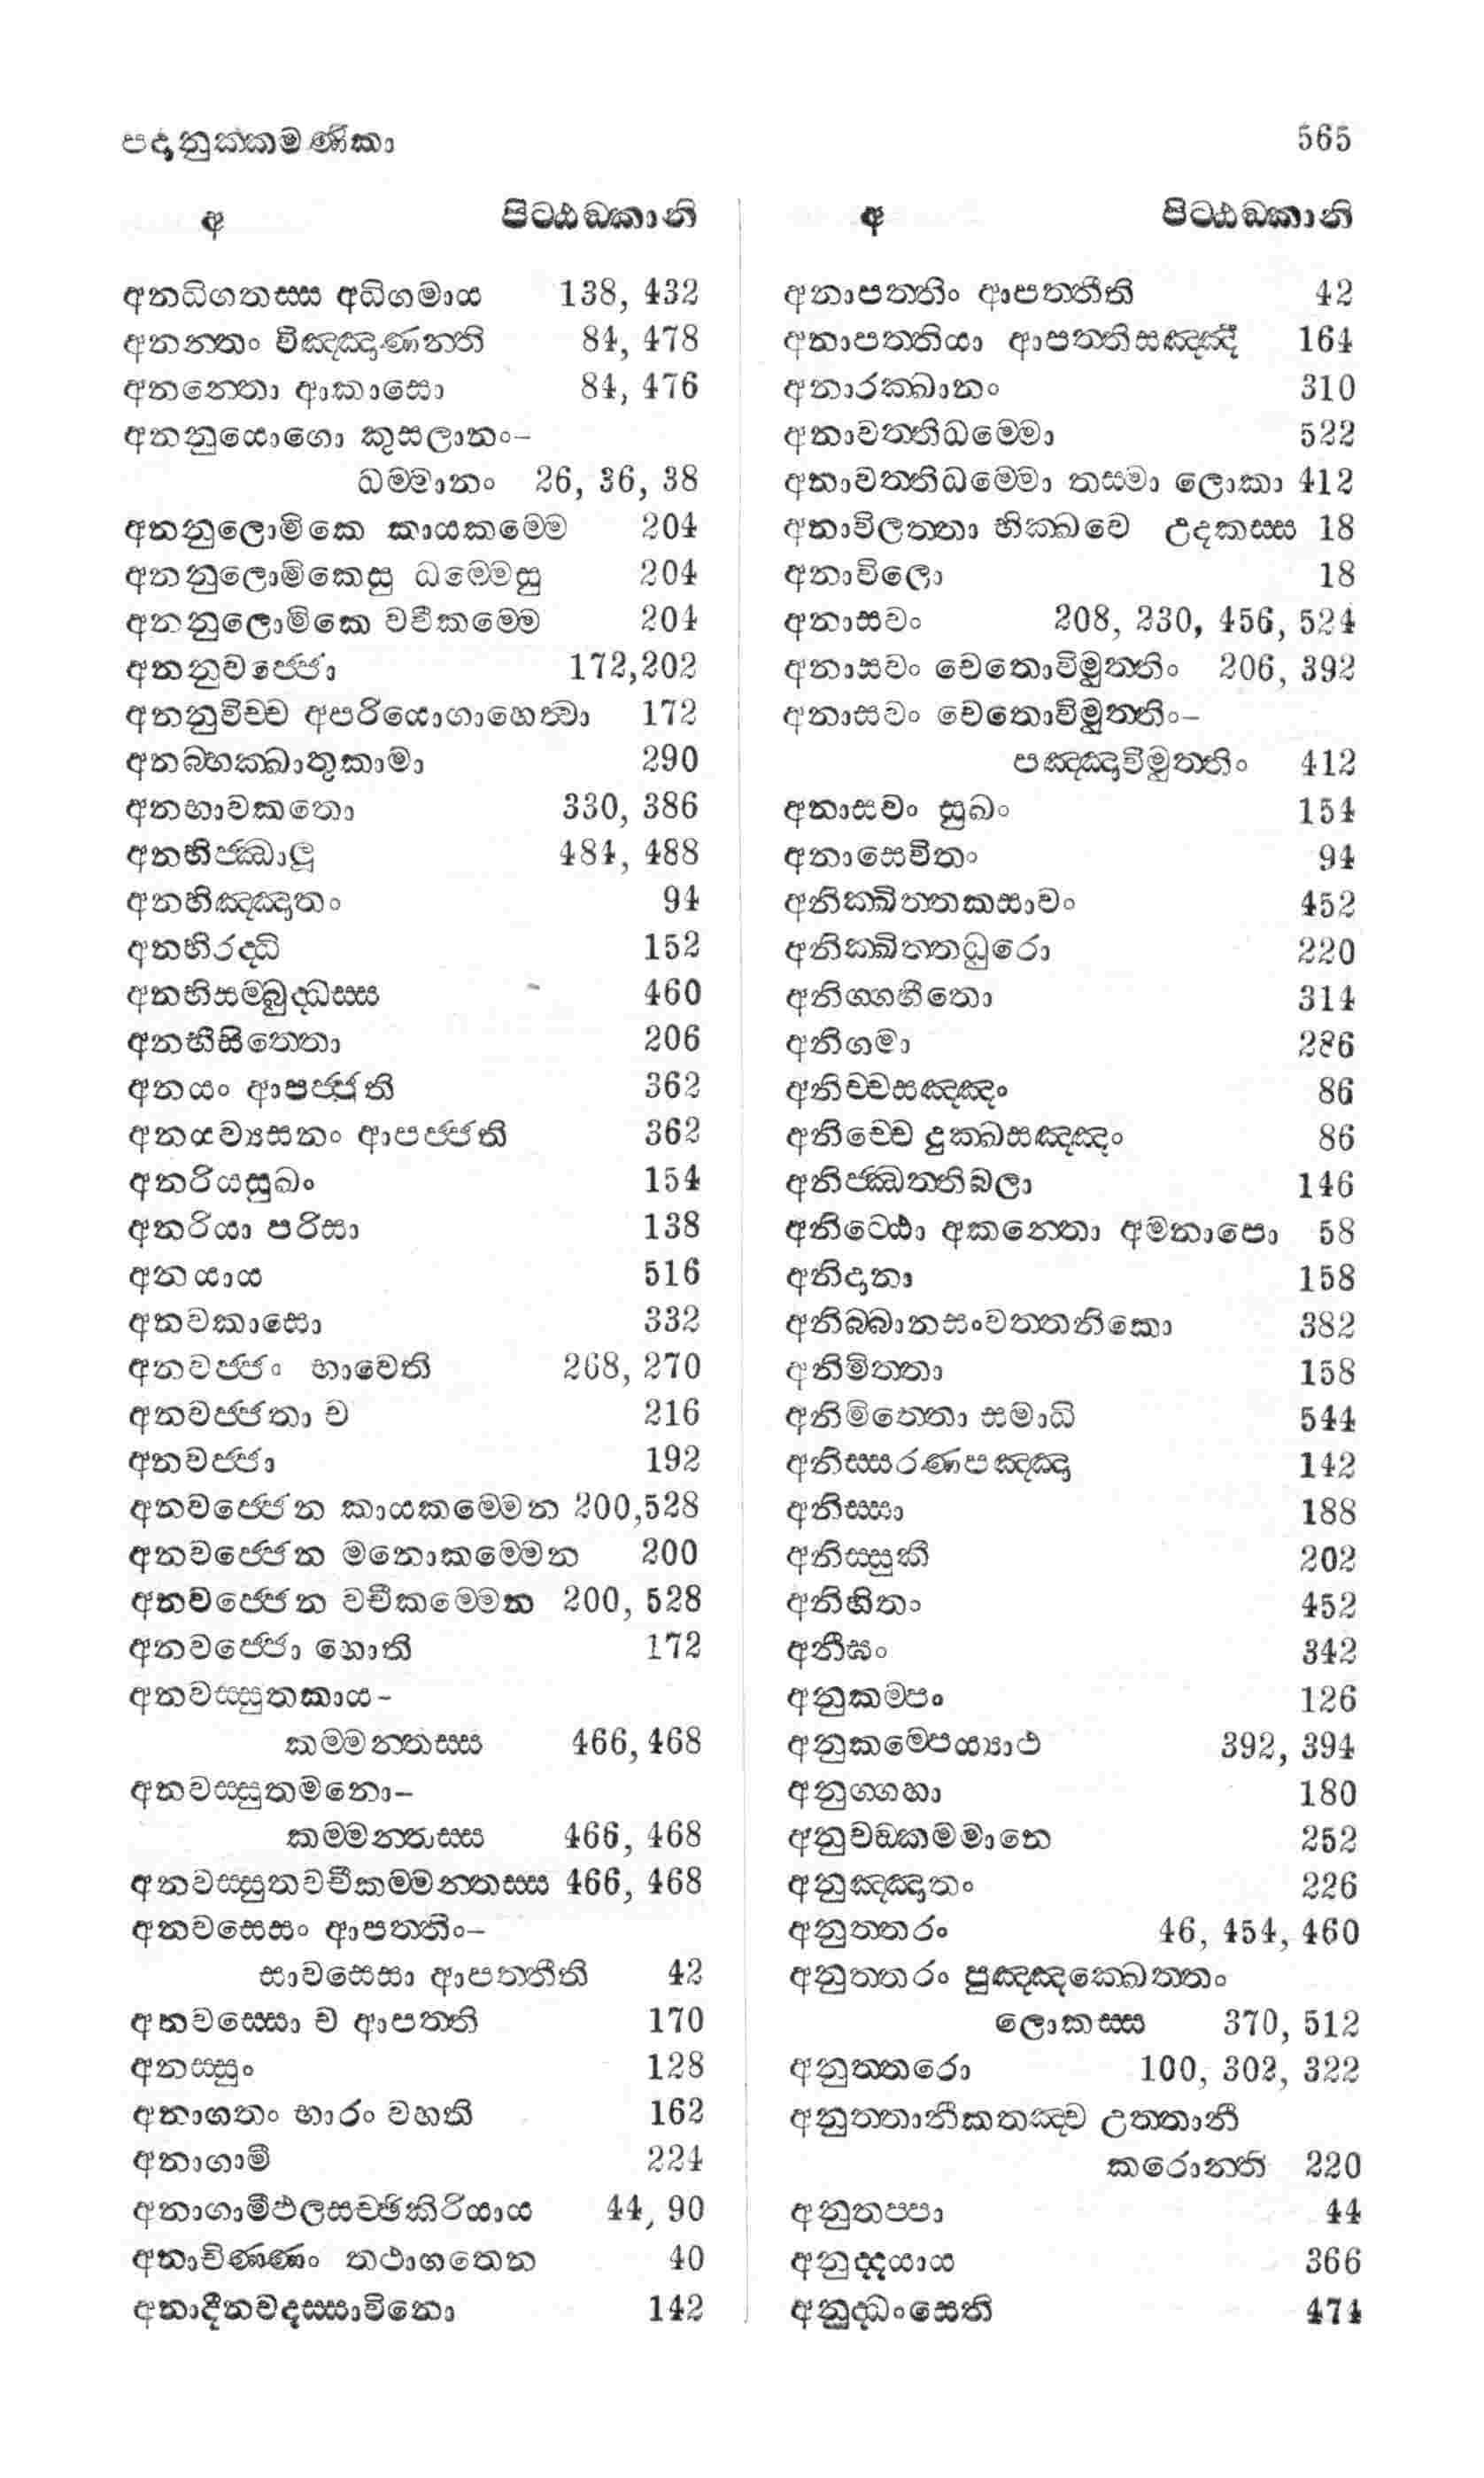 පදානුක්කමණිකා 565
අ පිට්ඨඞ්කානි
අනධිගතස්ස අධිගමාය 138, 432
අනන්තං විඤ්ඤාණන්ති 84, 478
අනන්තො ආකාසො 84, 476
අනනුයොගො කුසලානං-
ධම්මානං 26, 36, 38
අනනුලොමිකෙ කායකම්මෙ 204
අනනුලොමිකෙසු ධම්මෙසු 204
අනනුලොමිකෙ වචීකම්මෙ 204
අනනුවජ්ජො 172,202
අනනුවිච්ච අපරියොගාහෙත්වා 172
අනබ්භක්ඛාතුකාමා 290
අනභාවකතො 330, 386
අනභිජ්ඣාලූ 484, 488
අනභිඤ්ඤාතං 94
අනභිරද්ධි 152
අනභිසම්බුද්ධස්ස 460
අනභිසිත්තො 206
අනයං ආපජ්ජති 362
අනයව්‍යසනං ආපජ්ජති 362
අනරියසුඛං 154
අනරියා පරිසා 138
අනයාය 516
අනවකාසො 332
අනවජ්ජං භාවෙති 268, 270
අනවජ්ජතා ච 216
අනවජ්ජා 192
අනවජ්ජෙන කායකම්මෙන 200,528
අනවජ්ජෙන මනොකම්මෙන 200
අනවජ්ජෙන වචීකම්මෙන 200, 528
අනවජ්ජො හොති 172
අනවස්සුතකාය-
කම්මන්තස්ස 466, 468
අනවස්සුතමනො-
කම්මන්තස්ස 466, 468
අනවස්සුතවචීකම්මන්තස්ස 466, 468
අනවසෙසං ආපත්තිං-
සාවසෙසා ආපත්තීති 42
අනවස්සො ච ආපත්ති 170
අනස්සුං 128
අනාගතං භාරං වහති 162
අනාගාමී 224
අනාගාමීඵලසච්ඡිකිරියාය 44, 90
අනාචිණ්ණං තථාගතෙන 40
අනාදීනවදස්සාවිනො 142
අ පිට්ඨඞ්කානි
අනාපත්තිං ආපත්තීති 42
අනාපත්තියා ආපත්තිසඤ්ඤී 164
අනාරක්ඛානං 310
අනාවත්තිධම්මො 522
අනාවත්තිධම්මො තස්මා ලොකා 412
අනාවිලත්තා භික්ඛවෙ උදකස්ස 18
අනාවිලො 18
අනාසවං 208, 230, 456, 524
අනාසවං චෙතොවිමුත්තිං 206, 392
අනාසවං චෙතොවිමුත්තිං-
පඤ්ඤාවිමුත්තිං 412
අනාසවං සුඛං 154
අනාසෙවිතං 94
අනික්ඛිත්තකසාවං 452
අනික්ඛිත්තධුරො 220
අනිග්ගහීතො 314
අනිගමා 286
අනිච්චසඤ්ඤං 86
අනිච්චෙ දුක්ඛසඤ්ඤං 86
අනිජ්ඣත්තිබලා 146
අනිට්ඨො අකන්තො අමනාපො 58
අනිදානා 158
අනිබ්බානසංවත්තනිකො 382
අනිමිත්තා 158
අනිමිත්තො සමාධි 544
අනිස්සරණපඤ්ඤා 142
අනිස්සා 188
අනිස්සුකී 202
අනිහිතං 452
අනීඝං 342
අනුකම්පං 126
අනුකම්පෙය්‍යාථ 392, 394
අනුග්ගහා 180
අනුචඞ්කමමානෙ 252
අනුඤ්ඤාතං 226
අනුත්තරං 46, 454, 460
අනුත්තරං පුඤ්ඤක්ඛෙත්තං
ලොකස්ස 370, 512
අනුත්තරො 100, 302, 322
අනුත්තානීකතඤ්ච උත්තානී
කරොන්ති 220
අනුතප්පා 44
අනුද්දයාය 366
අනුද්ධංසෙති 474